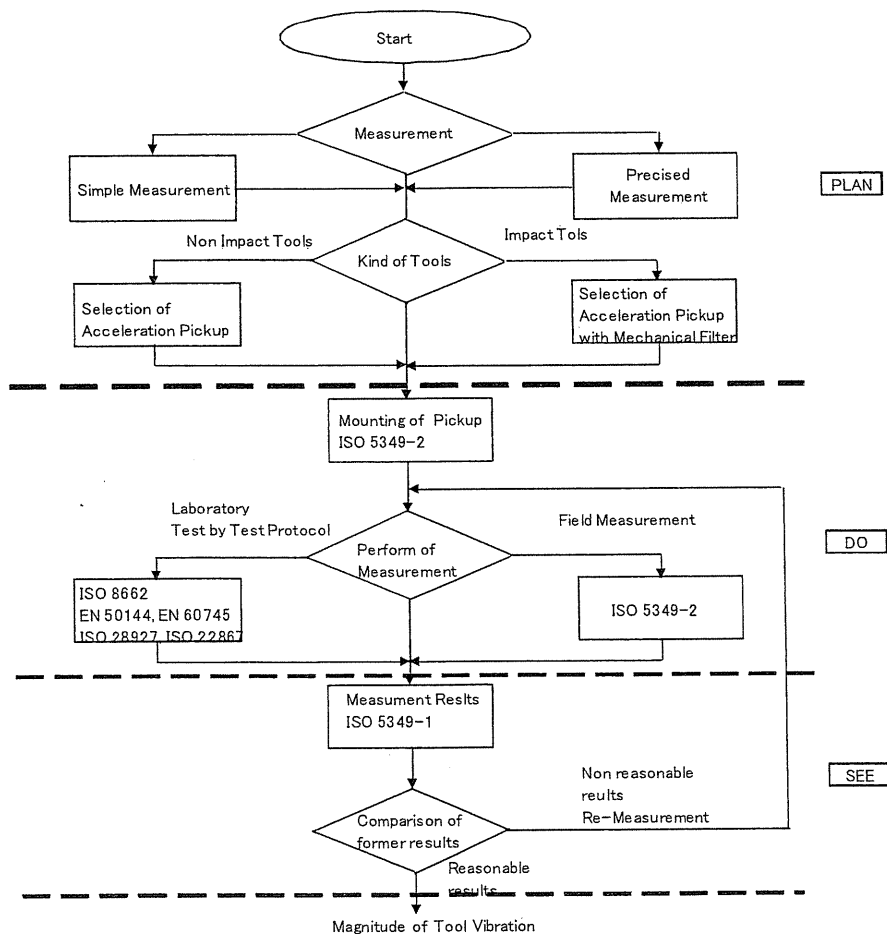 Start
Measurement
Simple Measurement
Precised
Measurement
PLAN
Non Impact Tools
Impact Tols
Kind of Tools
Selection of
Acceleration Pickup
Selection of
Acceleration Pickup
with Mechanical Filter
Mounting of Pickup
ISO 5349-2
Laboratory
Test by Test Protocol
Field Measurement
Perform of
Measurement
DO
ISO 8662
EN 50144, EN 60745
ISO 28927, ISO 22867
ISO 5349-2
Measument Reslts
ISO 5349-1
SEE
Non reasonable
reults
Re-Measurement
Comparison of
former results
Reasonable
results
Magnitude of Tool Vibration